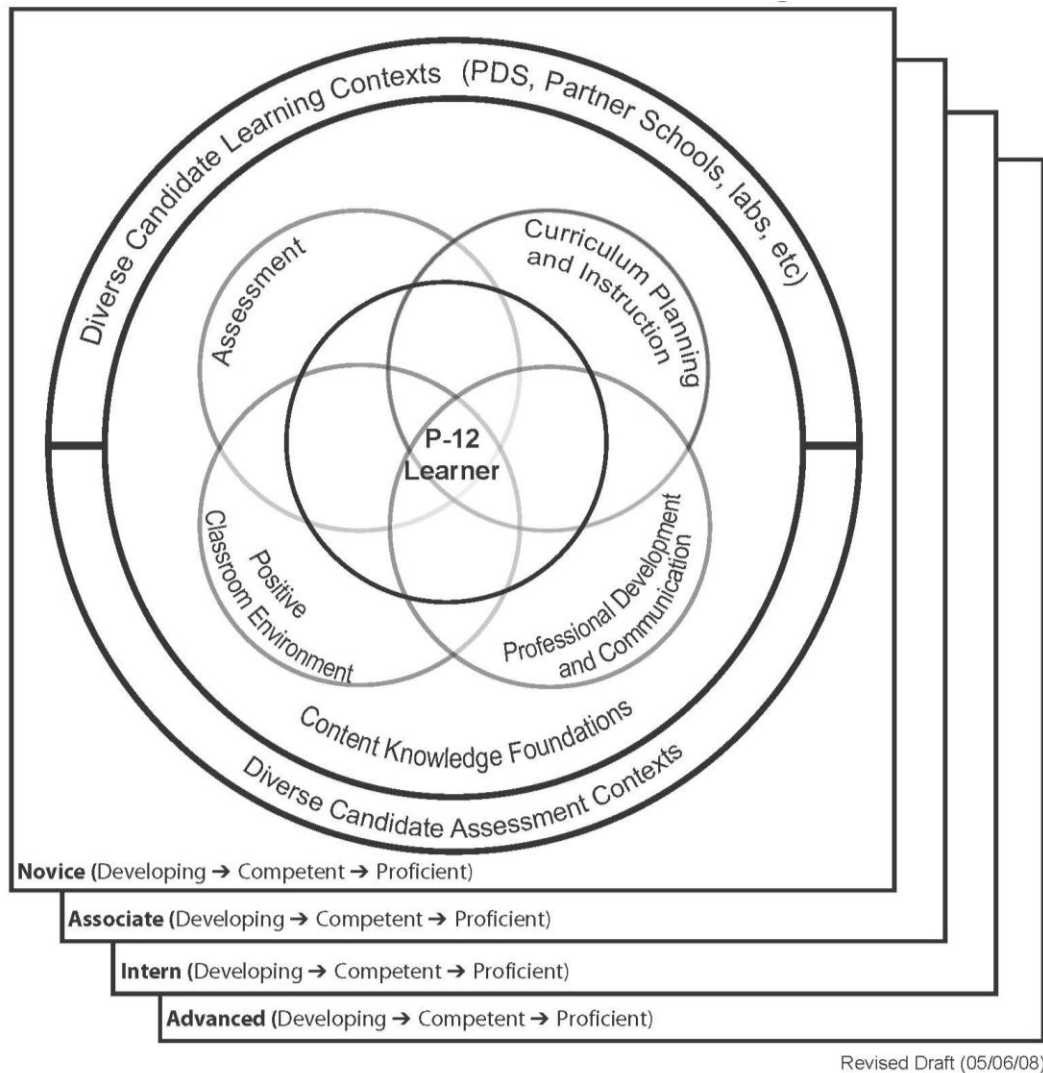 Diverse Candidate Learning Contexts (PDS, Partner Schools, labs, etc)
Assessment
Curriculum Planning
and Instruction
P-12
Learner
Positive
Classroom Environment
Professional Development
and Communication
Content Knowledge Foundations
Diverse Candidate Assessment Contexts
Novice (Developing ➔ Competent ➔ Proficient)
Associate (Developing ➔ Competent ➔ Proficient)
Intern (Developing ➔ Competent ➔ Proficient)
Advanced (Developing ➔ Competent ➔ Proficient)
Revised Draft (05/06/08)